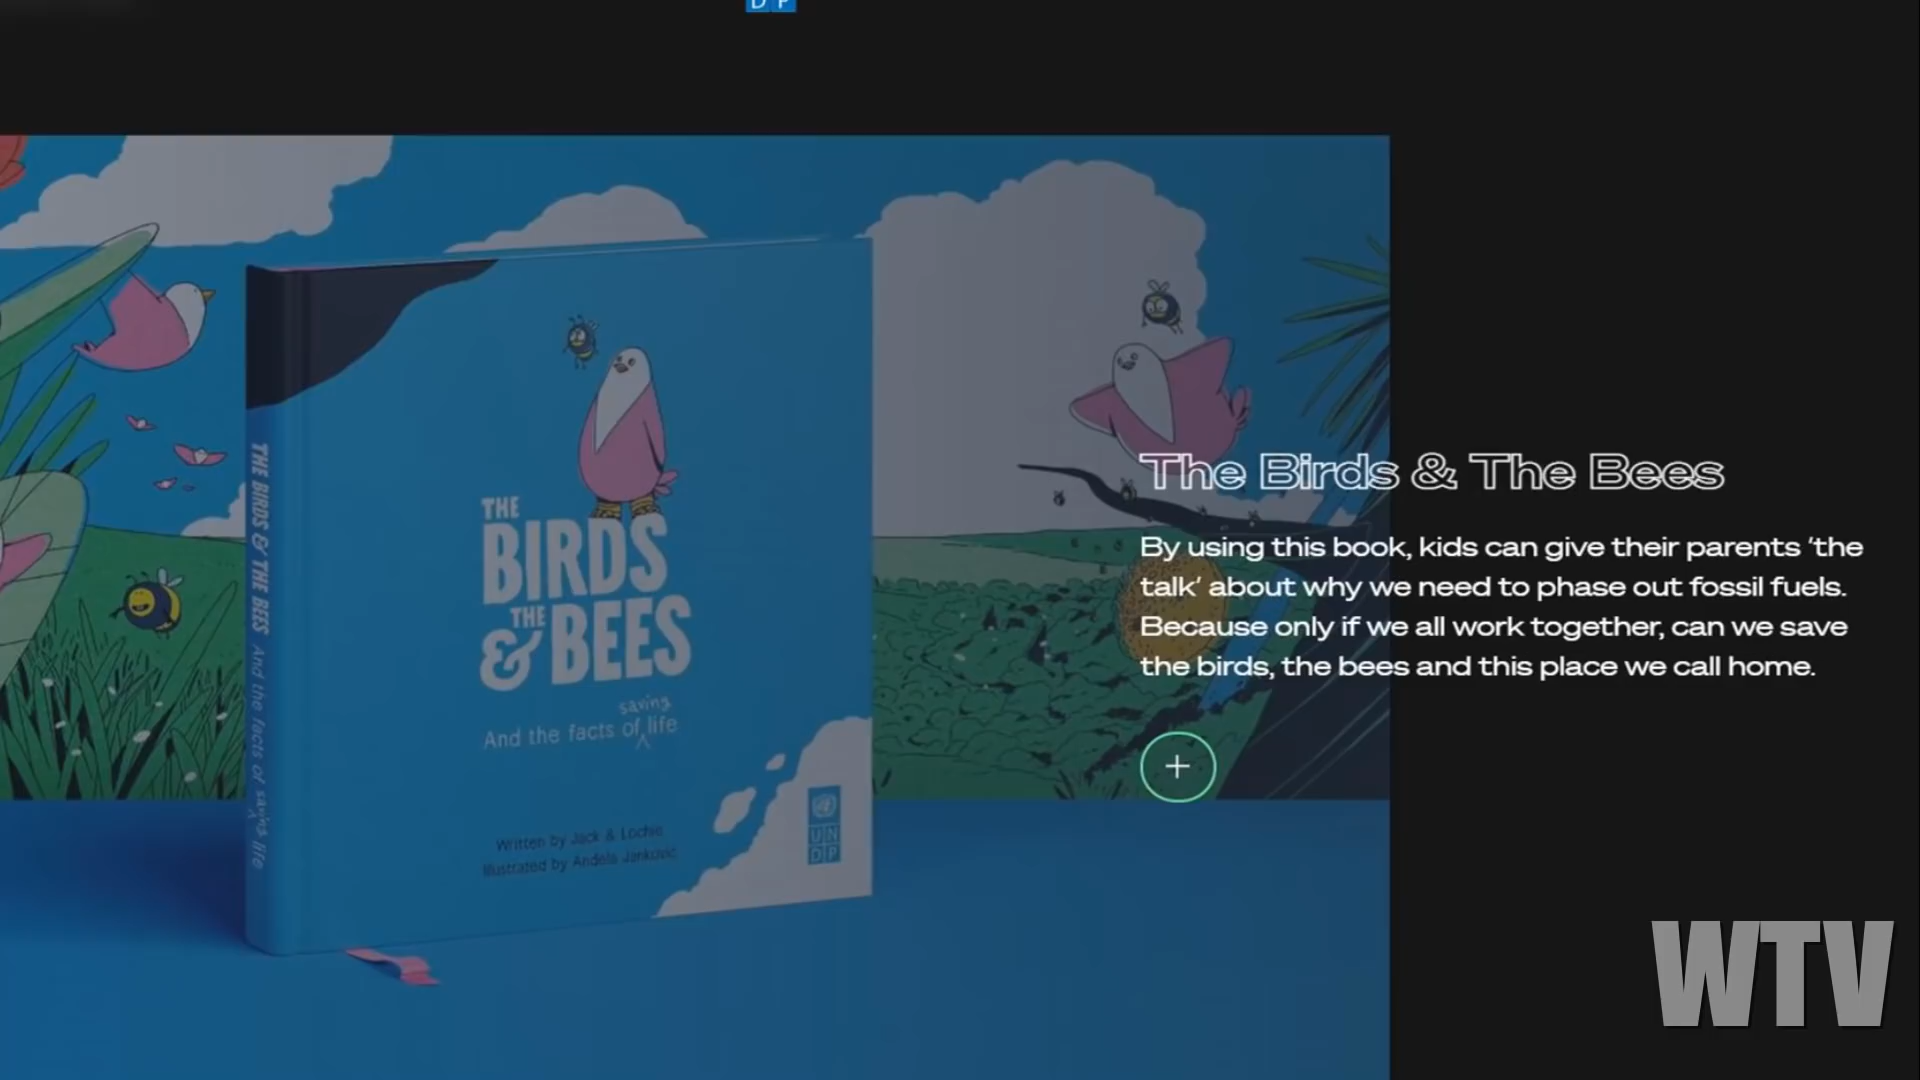 D P
THE BIRDS & THE BEES And the facts of saving life
THE
BIRDS
THE
& BEES
saving
And the facts of life
Written by Jack & Lochie
Illustrated by Andela Janković
UN
DP
The Birds & The Bees
By using this book, kids can give their parents ‘the
talk’ about why we need to phase out fossil fuels.
Because only if we all work together, can we save
the birds, the bees and this place we call home.
+
WTV